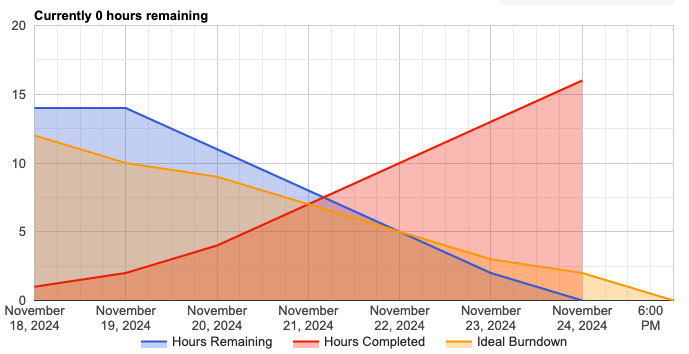 Currently 0 hours remaining
20
15
10
5
0
November 18, 2024
November 19, 2024
November 20, 2024
November 21, 2024
November 22, 2024
November 23, 2024
November 24, 2024
6:00 PM
Hours Remaining
Hours Completed
Ideal Burndown